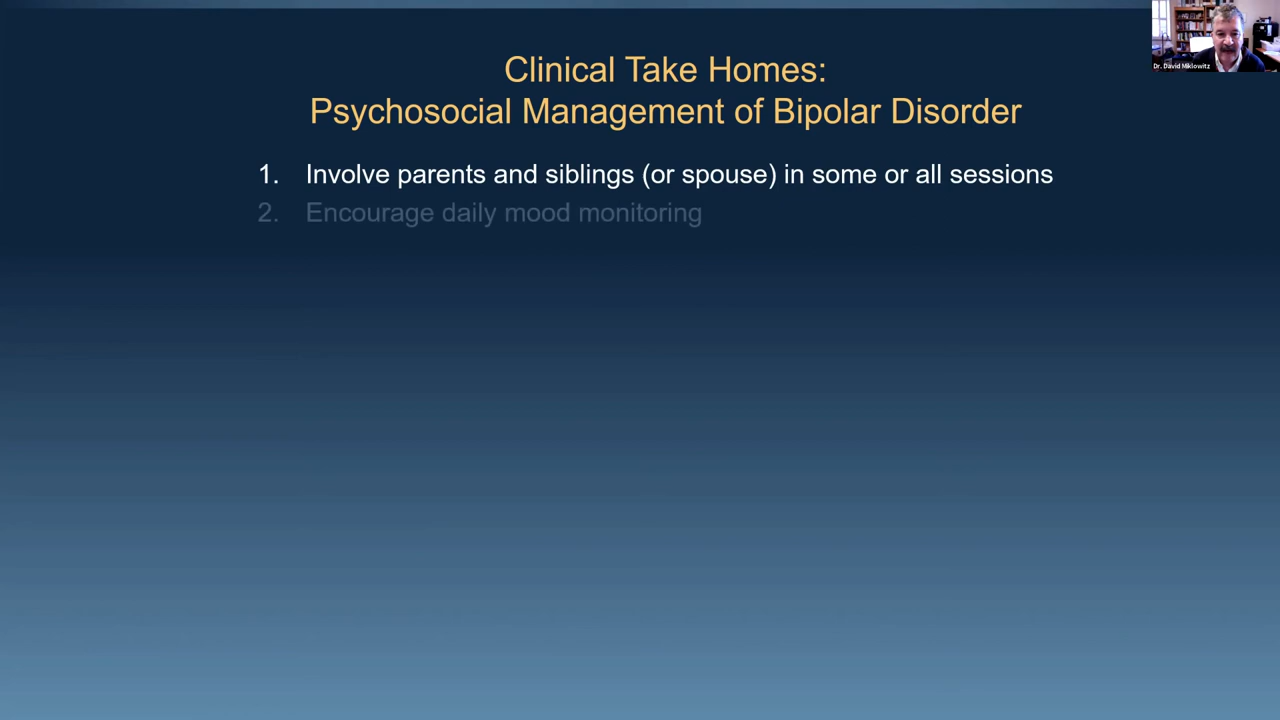 Dr. David Miklowitz
Clinical Take Homes:
Psychosocial Management of Bipolar Disorder
1. Involve parents and siblings (or spouse) in some or all sessions
2. Encourage daily mood monitoring